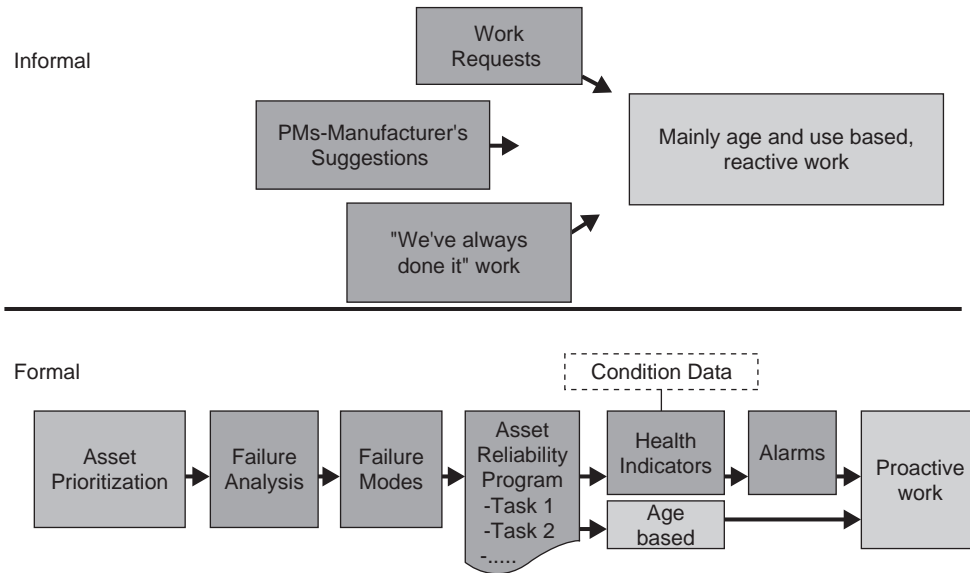 Informal
Work
Requests
PMs-Manufacturer's
Suggestions
"We've always
done it" work
Mainly age and use based,
reactive work
Formal
Condition Data
Asset
Prioritization
Failure
Analysis
Failure
Modes
Asset
Reliability
Program
-Task 1
-Task 2
-.....
Health
Indicators
Alarms
Age
based
Proactive
work